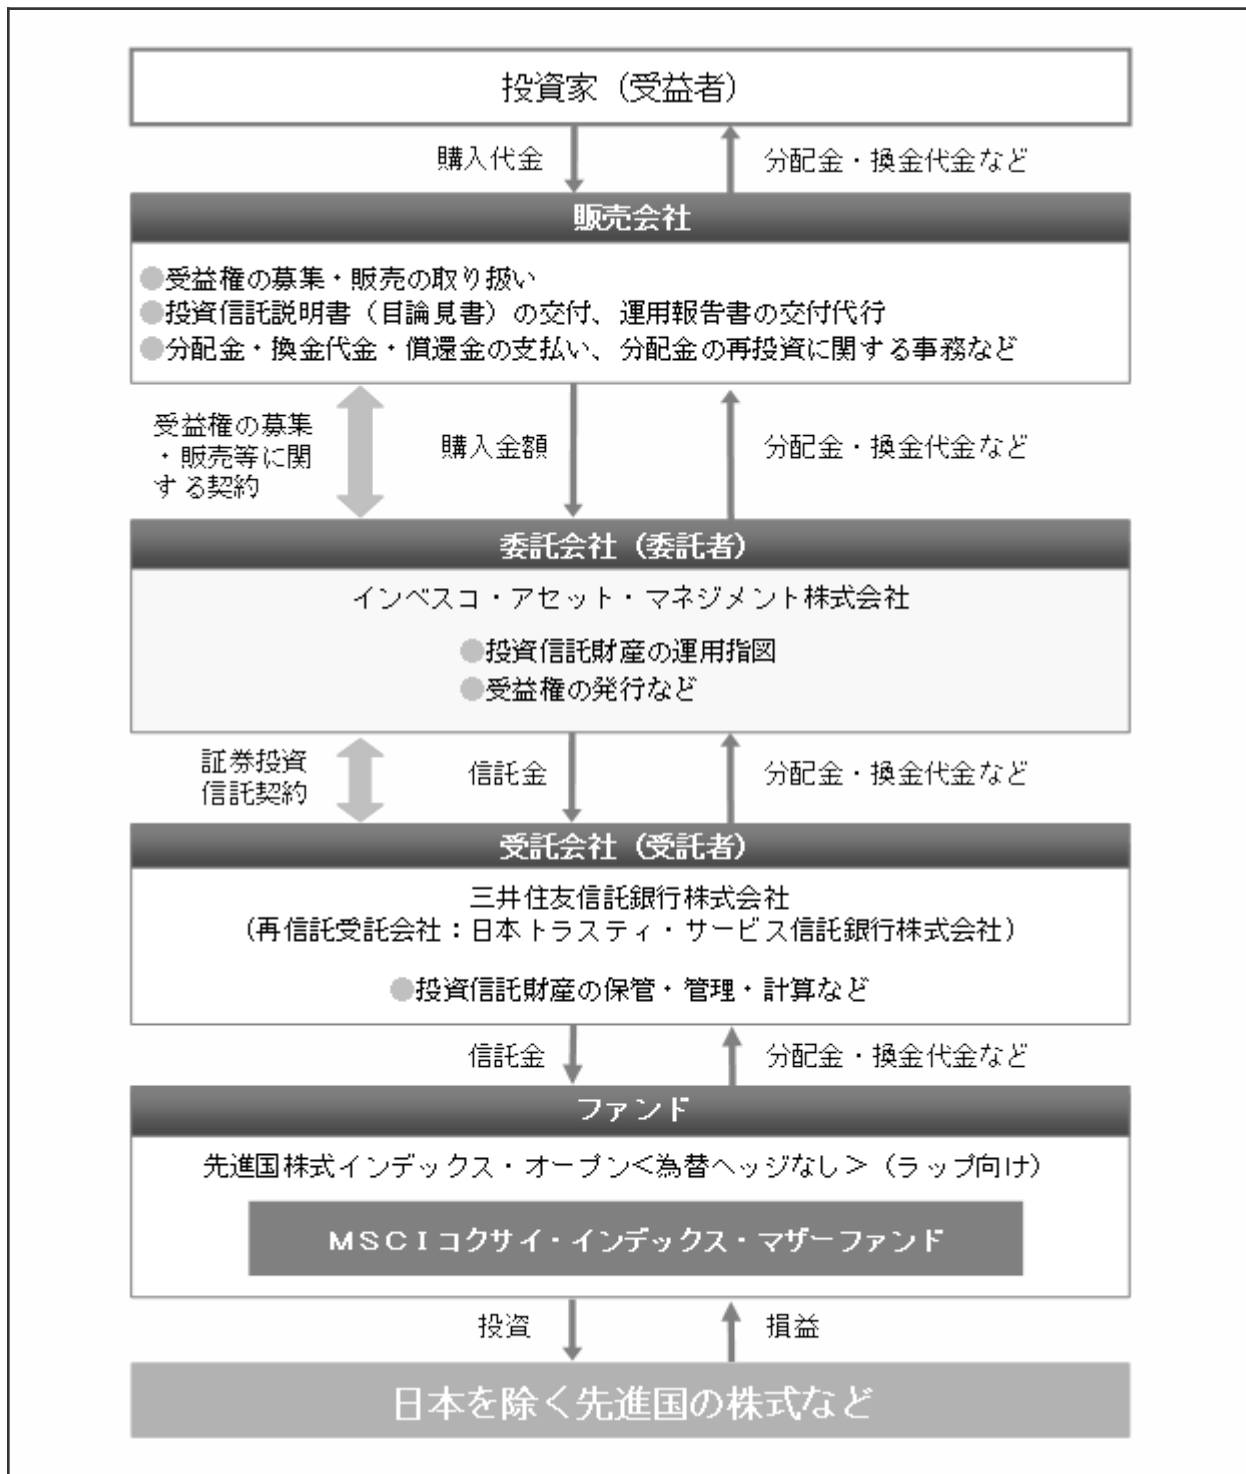 投資家（受益者）
購入代金
分配金・換金代金など
販売会社
●受益権の募集・販売の取り扱い
●投資信託説明書（目論見書）の交付、運用報告書の交付代行
●分配金・換金代金・償還金の支払い、分配金の再投資に関する事務など
受益権の募集
・販売等に関
する契約
購入金額
分配金・換金代金など
委託会社（委託者）
インベスコ・アセット・マネジメント株式会社
●投資信託財産の運用指図
●受益権の発行など
証券投資
信託契約
信託金
分配金・換金代金など
受託会社（受託者）
三井住友信託銀行株式会社
（再信託受託会社：日本トラスティ・サービス信託銀行株式会社）
●投資信託財産の保管・管理・計算など
信託金
分配金・換金代金など
ファンド
先進国株式インデックス・オープン＜為替ヘッジなし＞（ラップ向け）
ＭＳＣＩコクサイ・インデックス・マザーファンド
投資
損益
日本を除く先進国の株式など